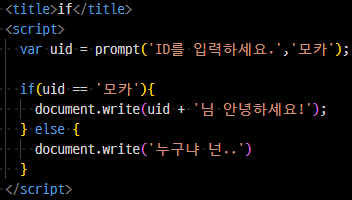 <title>if</title>
<script>
var uid = prompt('ID를 입력하세요.','모카');
if(uid == '모카'){
document.write(uid + '님 안녕하세요!');
} else {
document.write('누구냐 넌..')
}
</script>